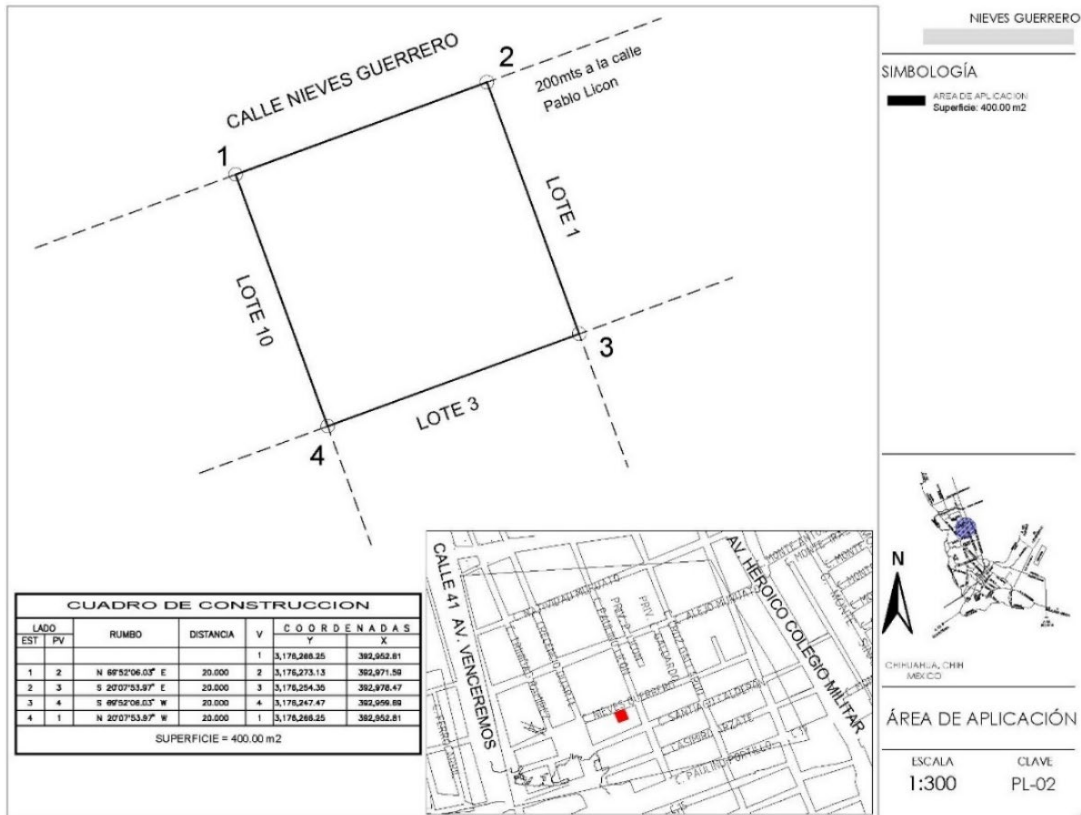 CALLE NIEVES GUERRERO
1
2
200mts a la calle
Pablo Licon
LOTE 1
LOTE 10
3
LOTE 3
4
CUADRO DE CONSTRUCCION
LADO
RUMBO
DISTANCIA
V
COORDENADAS
EST PV
Y X
1 3,176,266.25 392,952.81
1 2 N 69°52'06.03" E 20.000 2 3,176,273.13 392,971.59
2 3 S 20°07'53.97" E 20.000 3 3,176,254.35 392,978.47
3 4 S 69°52'06.03" W 20.000 4 3,176,247.47 392,959.69
4 1 N 20°07'53.97" W 20.000 1 3,176,266.25 392,952.81
SUPERFICIE = 400.00 m2
CALLE 41 AV. VENCEREMOS
AV. HEROICO COLEGIO MILITAR
C. PAULINO PORTILLO
NIEVES GUERRERO
SIMBOLOGÍA
AREA DE APLICACION
Superficie: 400.00 m2
N
CHIHUAHUA, CHIH
MEXICO
ÁREA DE APLICACIÓN
ESCALA
1:300
CLAVE
PL-02